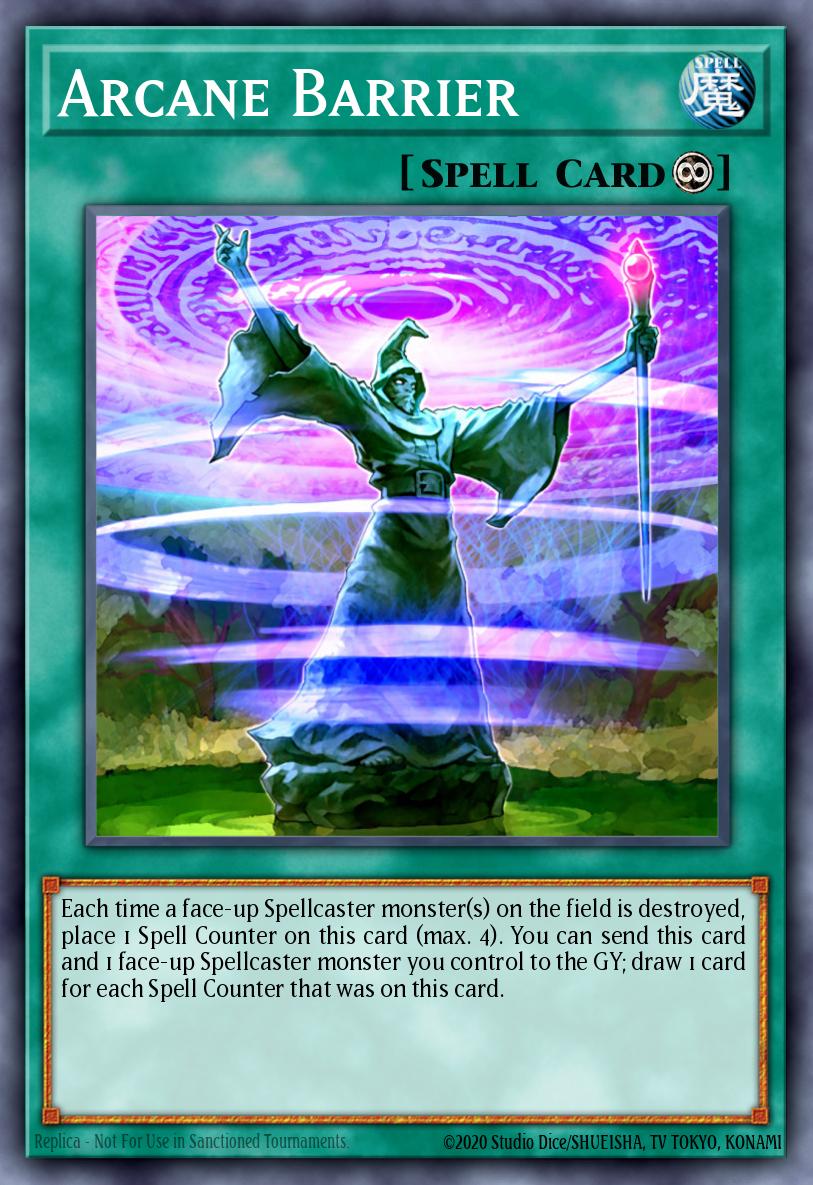 Arcane Barrier
SPELL
魔
[Spell Card]
Each time a face-up Spellcaster monster(s) on the field is destroyed,
place 1 Spell Counter on this card (max. 4). You can send this card
and 1 face-up Spellcaster monster you control to the GY; draw 1 card
for each Spell Counter that was on this card.
Replica - Not For Use in Sanctioned Tournaments.
©2020 Studio Dice/SHUEISHA, TV TOKYO, KONAMI